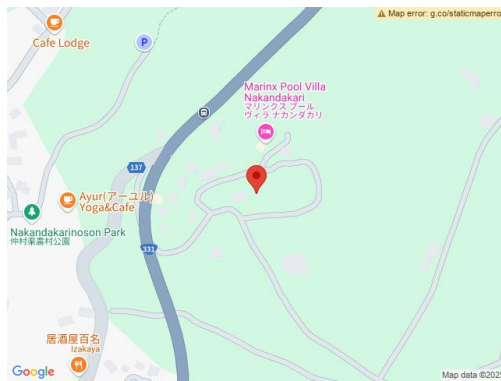 Map error: g.co/staticmaperro
Cafe Lodge
P
Marinx Pool Villa
Nakandakari
マリンクス プール
ヴィラ ナカンダカリ
137
Ayur(アーユル)
Yoga&Cafe
Nakandakarinoson Park
仲村渠農村公園
居酒屋百名
Izakaya
Google
Map data ©2025